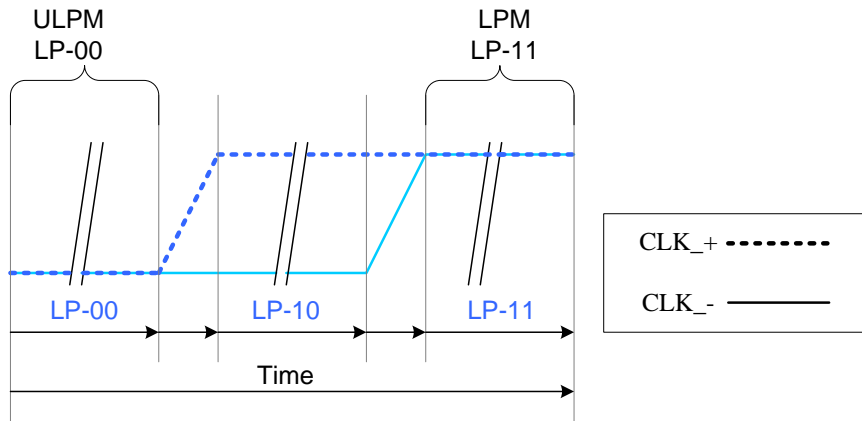 ULPM
LP-00
LPM
LP-11
CLK_+
CLK_-
LP-00
LP-10
LP-11
Time